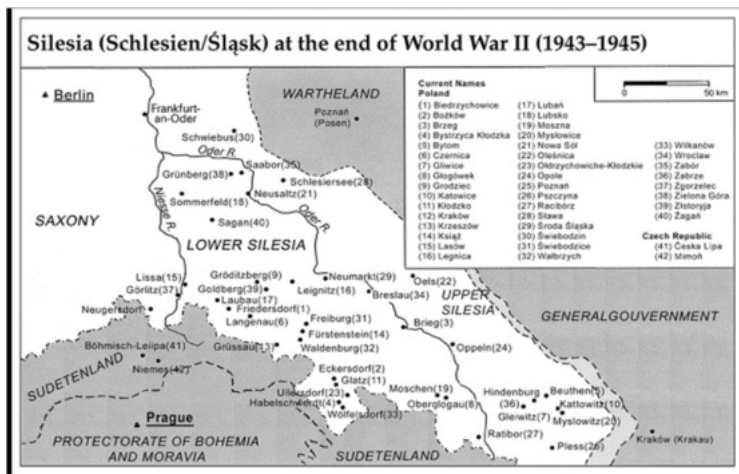 Silesia (Schlesien/Śląsk) at the end of World War II (1943–1945)
Current Names
Poland
(1) Biedrzychowice
(2) Bożków
(3) Brzeg
(4) Bystrzyca Kłodzka
(5) Bytom
(6) Czernica
(7) Gliwice
(8) Głogówek
(9) Grodziec
(10) Katowice
(11) Kłodzko
(12) Kraków
(13) Krzeszów
(14) Książ
(15) Lasów
(16) Legnica
(17) Lubań
(18) Lubsko
(19) Moszna
(20) Mysłowice
(21) Nowa Sól
(22) Oleśnica
(23) Ołdrzychowice-Kłodzkie
(24) Opole
(25) Poznań
(26) Pszczyna
(27) Racibórz
(28) Sława
(29) Środa Śląska
(30) Świebodzin
(31) Świebodzice
(32) Wałbrzych
(33) Wilkanów
(34) Wrocław
(35) Zabór
(36) Zabrze
(37) Zgorzelec
(38) Zielona Góra
(39) Złotoryja
(40) Żagań
Czech Republic
(41) Česka Lipa
(42) Mimoń
0
50 km
Berlin
Frankfurt-
an-Oder
WARTHELAND
Poznań
(Posen)
Schwiebus(30)
Oder R.
Saabor(35)
Grünberg(38)
Schlesiersee(28)
Neusaltz(21)
Sommerfeld(18)
Niesse R.
Sagan(40)
Oder R.
SAXONY
LOWER SILESIA
Lissa(15)
Görlitz(37)
Gröditzberg(9)
Goldberg(39)
Laubau(17)
Neumarkt(29)
Leignitz(16)
Oels(22)
Breslau(34)
UPPER
SILESIA
Neugersdorf
Friedersdorf(1)
Langenau(6)
Freiburg(31)
Fürstenstein(14)
Waldenburg(32)
Grüssau(13)
Brieg(3)
GENERALGOUVERNMENT
Oppeln(24)
Böhmisch-Leiipa(41)
Niemes(42)
SUDETENLAND
Eckersdorf(2)
Glatz(11)
Ullersdorf(23)
Habelschwerdt(4)
Wölfelsdorf(33)
Moschen(19)
Oberglogau(8)
Hindenburg
(36)
Beuthen(5)
Kattowitz(10)
Gleiwitz(7)
Myslowitz(20)
Prague
PROTECTORATE OF BOHEMIA
AND MORAVIA
SUDETENLAND
Ratibor(27)
Pless(26)
Kraków (Krakau)